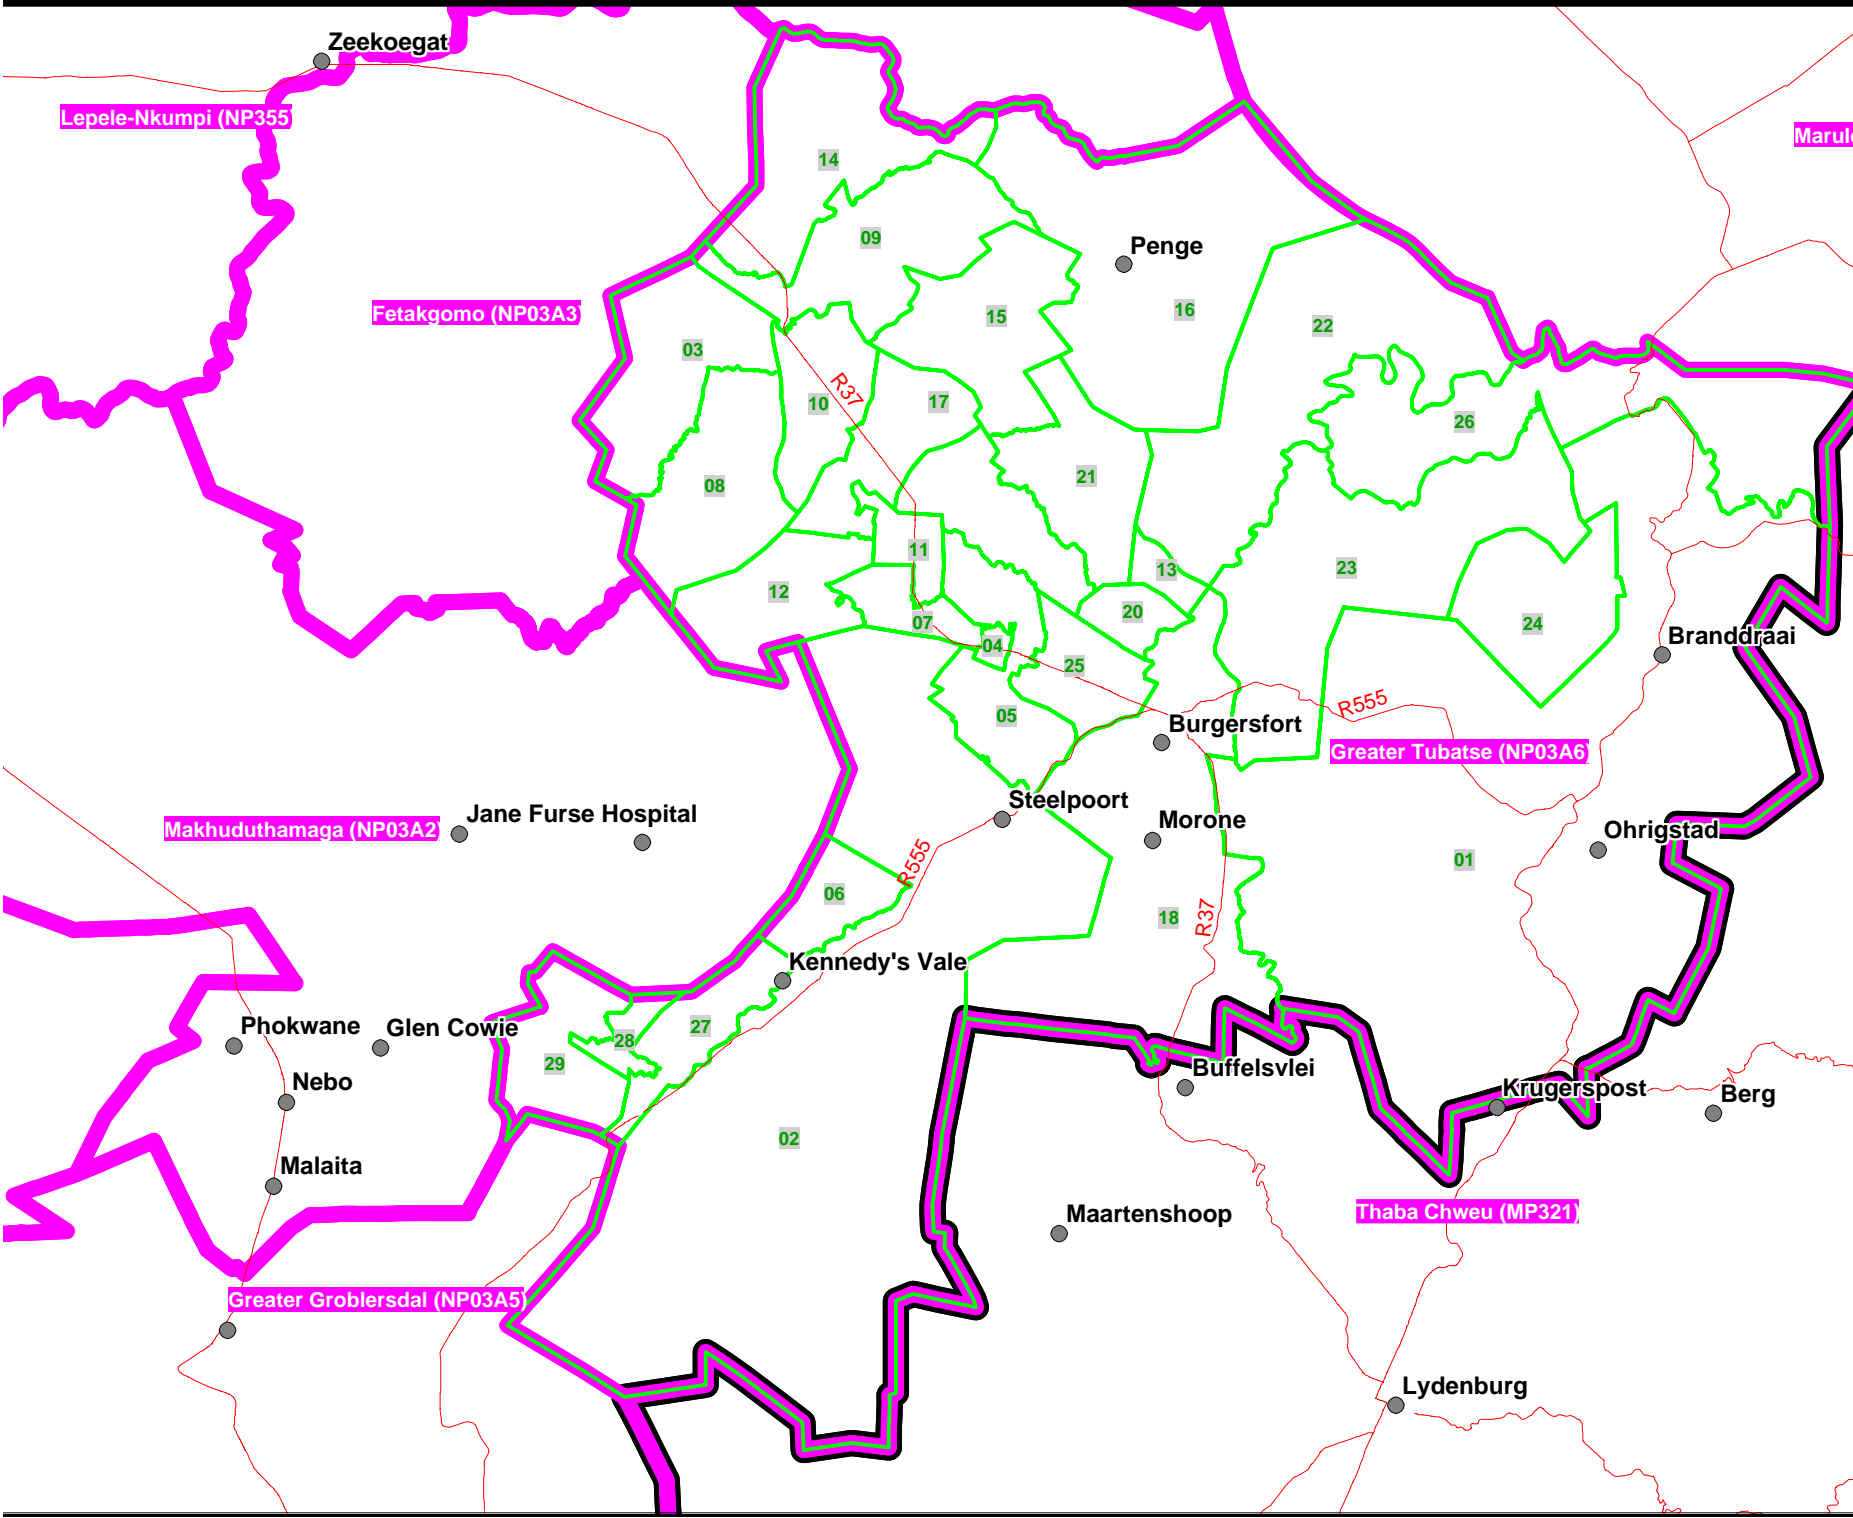 Zeekoegat
Lepele-Nkumpi (NP355
14
09
Penge
Fetakgomo (NP03A3)
15
16
22
03
R37
10
17
26
08
21
11
13
23
12
20
07
04
24
25
Branddraai
05
R555
Burgersfort
Greater Tubatse (NP03A6)
Steelpoort
Jane Furse Hospital
Makhuduthamaga (NP03A2)
Morone
Ohrigstad
R555
01
06
18
R37
Kennedy's Vale
Phokwane
Glen Cowie
27
28
29
Nebo
Buffelsvlei
Krugerspost
Berg
02
Malaita
Maartenshoop
Thaba Chweu (MP321)
Greater Groblersdal (NP03A5)
Lydenburg